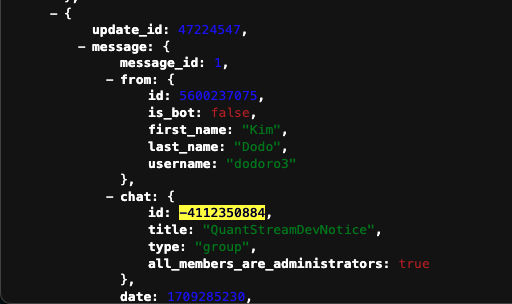 - {
update_id: 47224547,
- message: {
message_id: 1,
- from: {
id: 5600237075,
is_bot: false,
first_name: "Kim",
last_name: "Dodo",
username: "dodoro3"
},
- chat: {
id: -4112350884,
title: "QuantStreamDevNotice",
type: "group",
all_members_are_administrators: true
},
date: 1709285230,